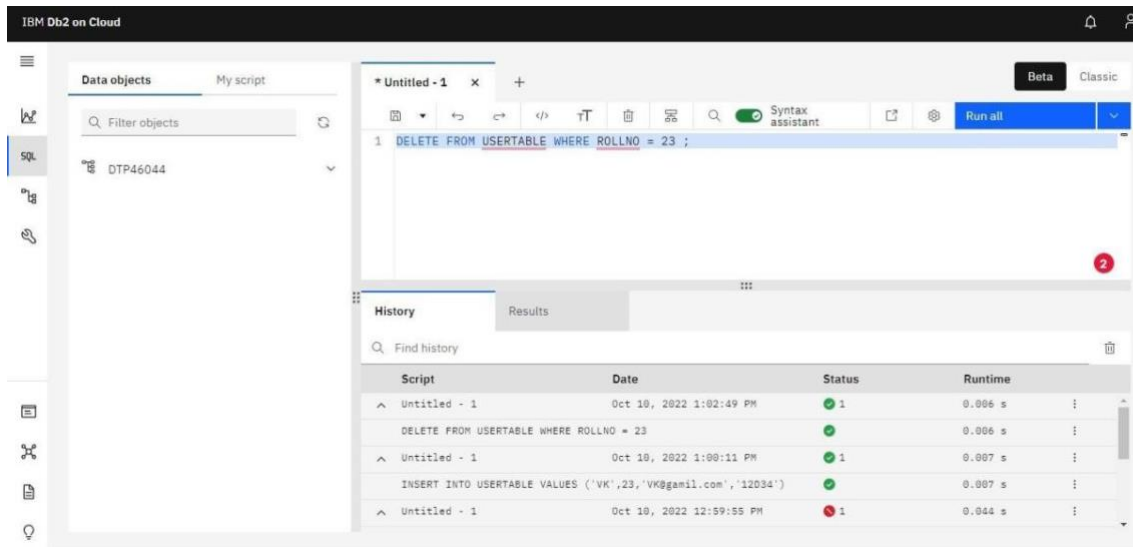 IBM Db2 on Cloud
Data objects My script
* Untitled - 1 × +
Beta Classic
Filter objects
Syntax assistant
Run all
SQL
DTP46044
1 DELETE FROM USERTABLE WHERE ROLLNO = 23 ;
2
History Results
Find history
Script Date Status Runtime
Untitled - 1 Oct 10, 2022 1:02:49 PM 1 0.006 s
DELETE FROM USERTABLE WHERE ROLLNO = 23 0.006 s
Untitled - 1 Oct 10, 2022 1:00:11 PM 1 0.007 s
INSERT INTO USERTABLE VALUES ('VK',23,'VK@gamil.com','12D34') 0.007 s
Untitled - 1 Oct 10, 2022 12:59:55 PM 1 0.044 s